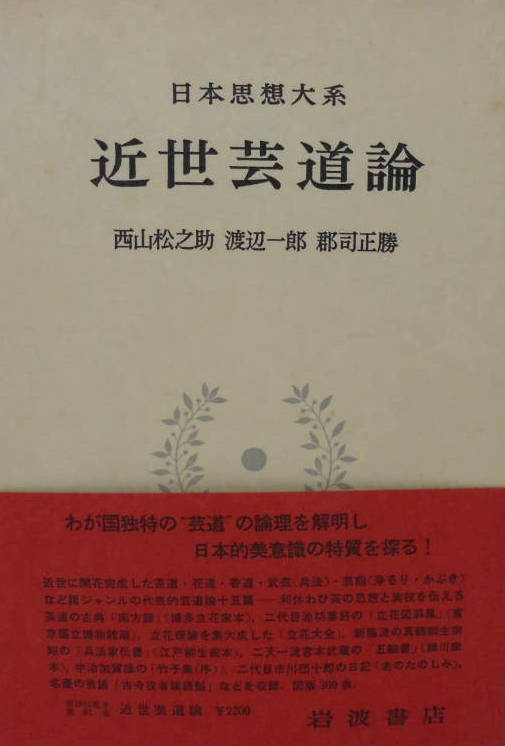 日本思想大系
近世芸道論
西山松之助 渡辺一郎 郡司正勝
わが国独特の“芸道”の論理を解明し
日本的美意識の特質を探る！
近世に開花完成した茶道・花道・香道・武芸(兵法)・芸能(浄るり・かぶき)
など諸ジャンルの代表的芸道論十五篇――利休わび茶の思想と実技を伝える
茶道の古典「南方録」(博多立花家本)、二代目池坊専好の「立花図屏風」(東
京国立博物館蔵)、立花理論を集大成した「立花大全」、新陰流の真髄柳生宗
矩の「兵法家伝書」(江戸柳生家本)、二天一流宮本武蔵の「五輪書」(細川家
本)、宇治加賀掾の「竹子集(序)」、二代目市川団十郎の日記「老のたのしみ」、
名優の芸談「古今役者論語魁」などを収録。図版300余。
近世芸道論 ¥2200
岩波書店